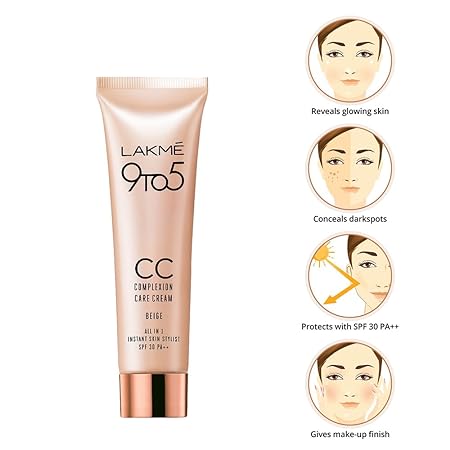 LAKMÉ
9TO5
CC
COMPLEXION
CARE CREAM
BEIGE
ALL IN 1
INSTANT SKIN STYLIST
SPF 30 PA++
Reveals glowing skin
Conceals darkspots
Protects with SPF 30 PA++
Gives make-up finish